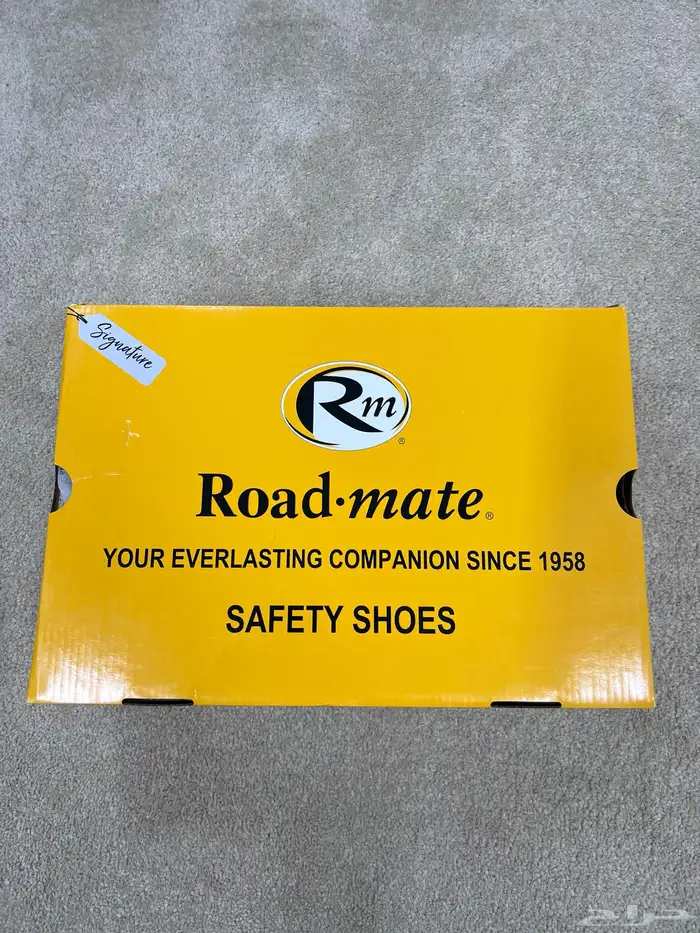 Signature
Rm
®
Road·mate®
YOUR EVERLASTING COMPANION SINCE 1958
SAFETY SHOES
حراج